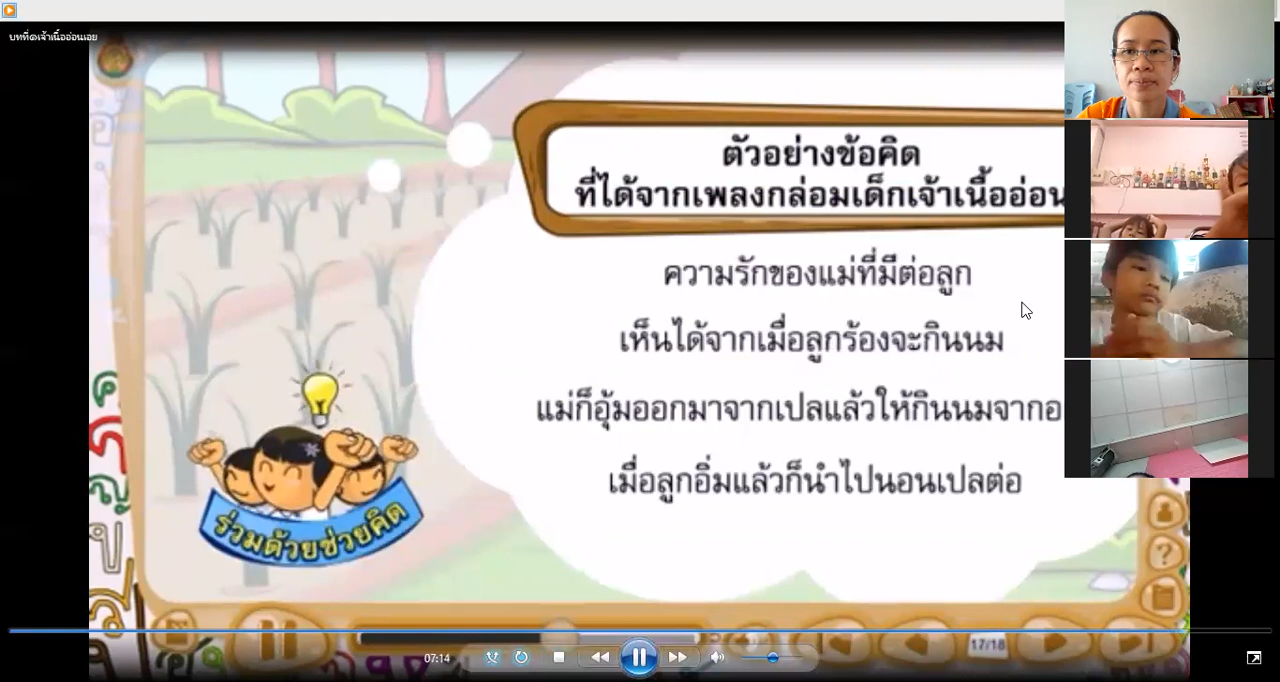 บทที่๑เจ้าเนื้ออ่อนเอย
ตัวอย่างข้อคิด
ที่ได้จากเพลงกล่อมเด็กเจ้าเนื้ออ่อน
ความรักของแม่ที่มีต่อลูก
เห็นได้จากเมื่อลูกร้องจะกินนม
แม่ก็อุ้มออกมาจากเปลแล้วให้กินนมจากอ
เมื่อลูกอิ่มแล้วก็นำไปนอนเปลต่อ
ร่วมด้วยช่วยคิด
17/18
07:14